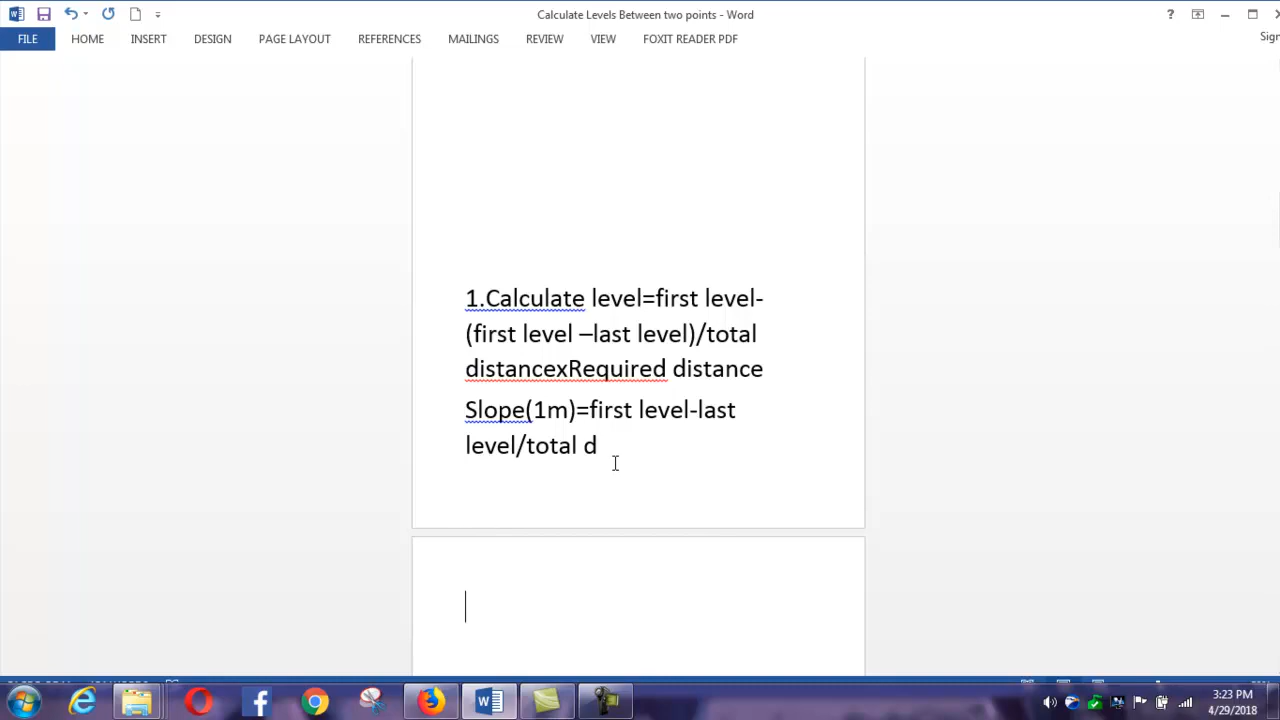 Calculate Levels Between two points - Word
?
FILE HOME INSERT DESIGN PAGE LAYOUT REFERENCES MAILINGS REVIEW VIEW FOXIT READER PDF
Sign
1.Calculate level=first level-
(first level –last level)/total
distancexRequired distance
Slope(1m)=first level-last
level/total d
3:23 PM
4/29/2018